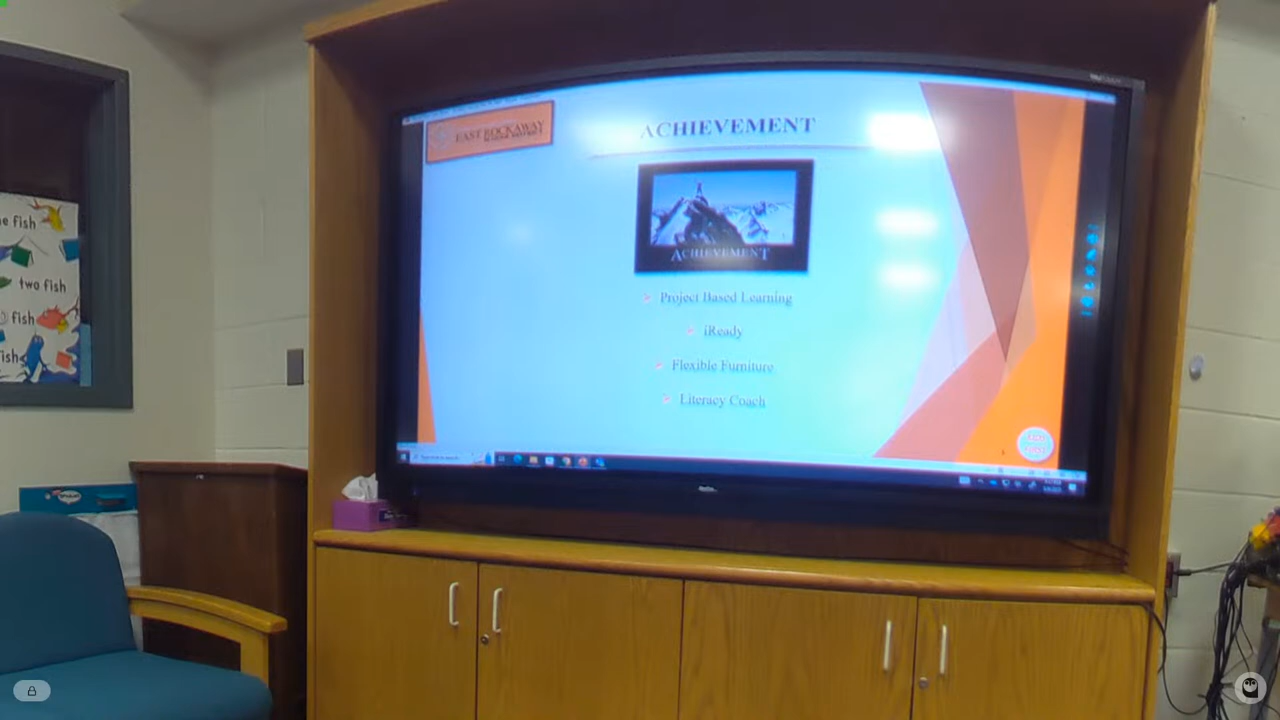 EAST ROCKAWAY
ACHIEVEMENT
ACHIEVEMENT
Project Based Learning
iReady
Flexible Furniture
Literacy Coach
fish
two fish
fish
fish